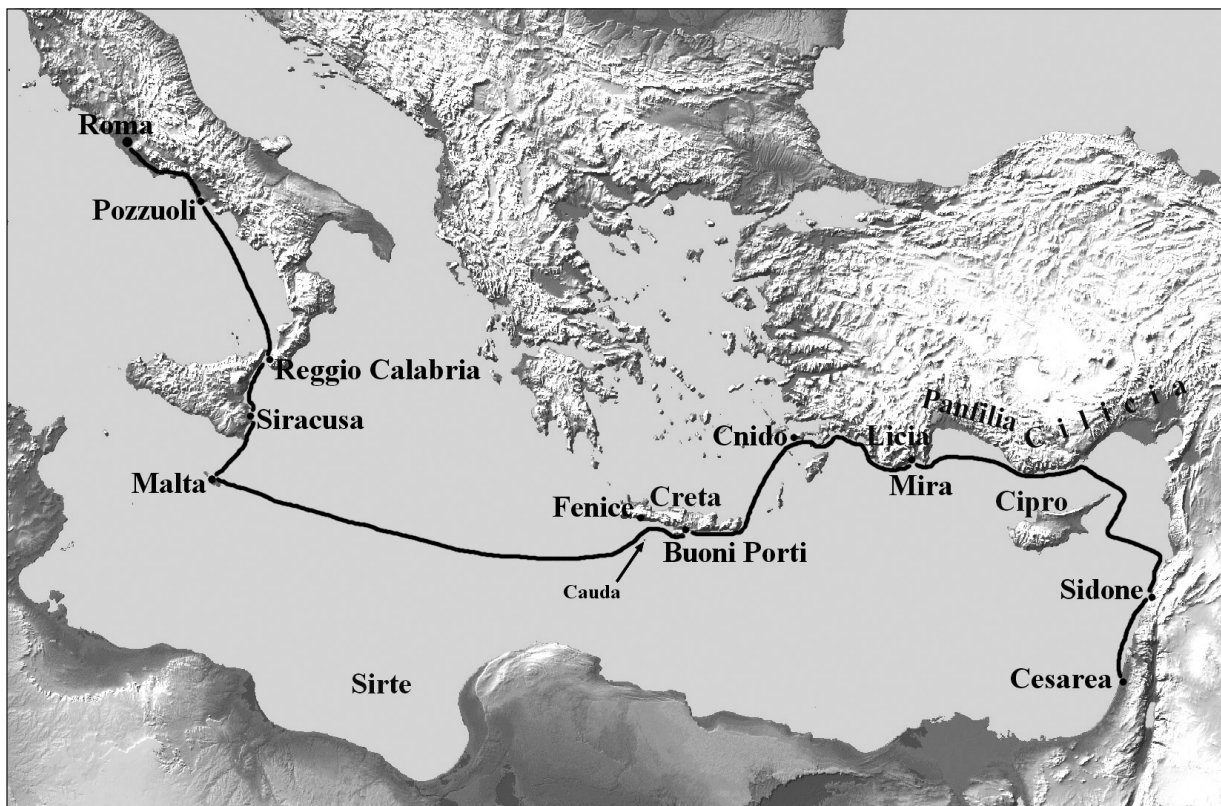 Roma
Pozzuoli
Reggio Calabria
Siracusa
Malta
Fenice
Creta
Buoni Porti
Cauda
Cnido
Licia
Mira
Panfilia
Cilicia
Cipro
Sidone
Cesarea
Sirte